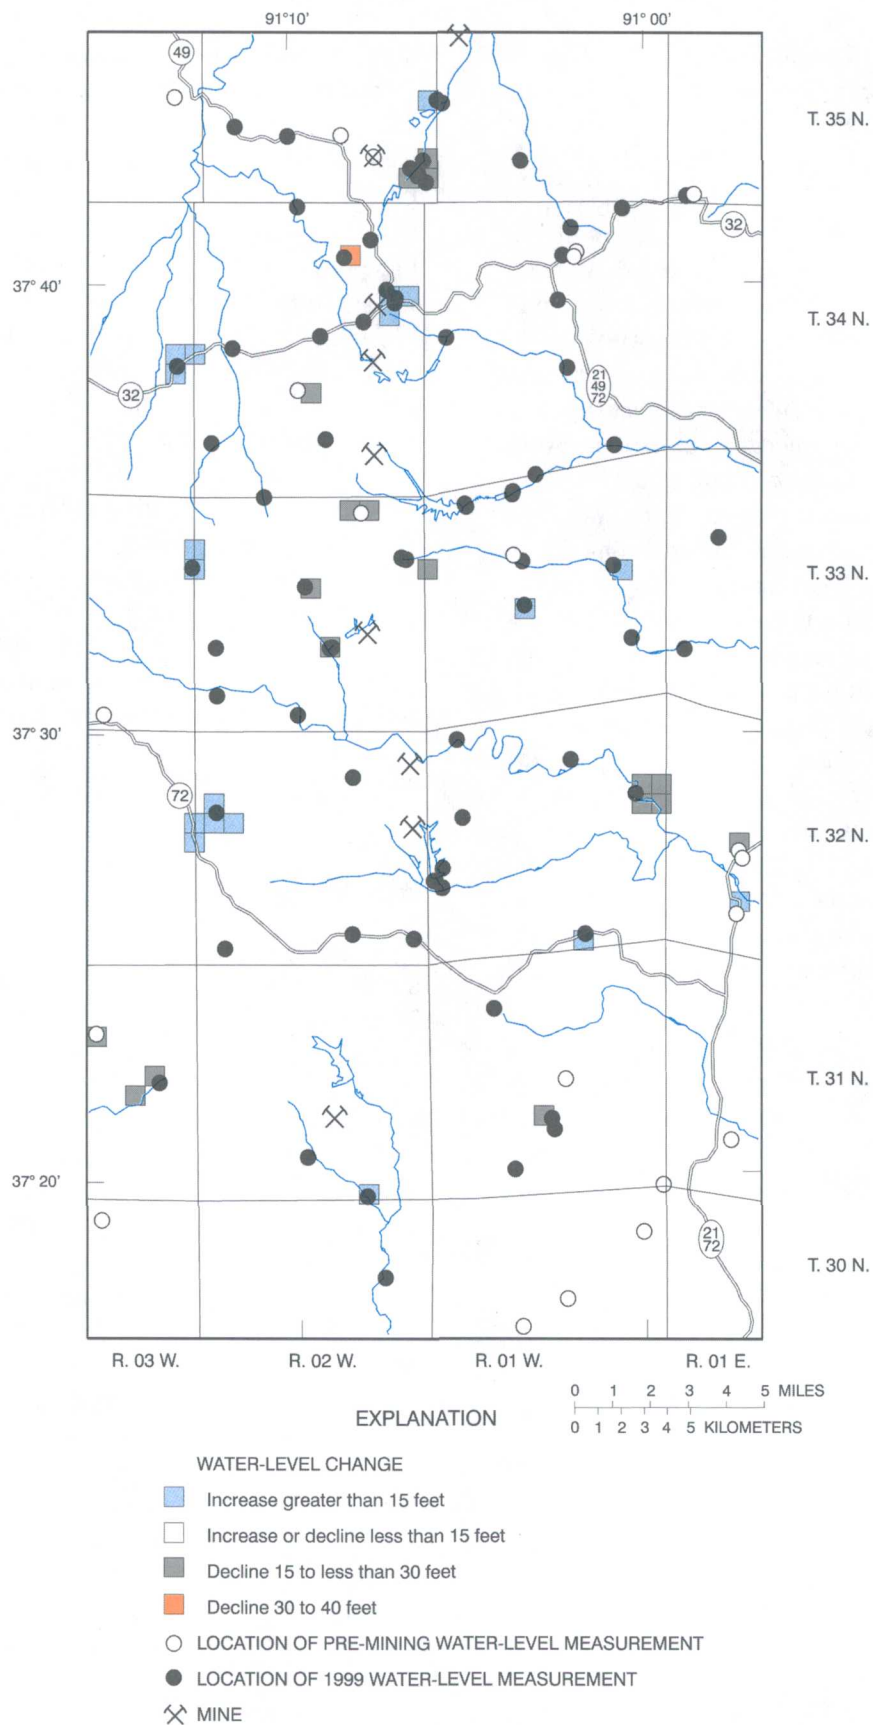 91°10' 91°00'
49
T. 35 N.
32
37°40'
T. 34 N.
21
49
72
32
T. 33 N.
37°30'
72
T. 32 N.
T. 31 N.
37°20'
21
72
T. 30 N.
R. 03 W. R. 02 W. R. 01 W. R. 01 E.
0 1 2 3 4 5 MILES
0 1 2 3 4 5 KILOMETERS
EXPLANATION
WATER-LEVEL CHANGE
Increase greater than 15 feet
Increase or decline less than 15 feet
Decline 15 to less than 30 feet
Decline 30 to 40 feet
LOCATION OF PRE-MINING WATER-LEVEL MEASUREMENT
LOCATION OF 1999 WATER-LEVEL MEASUREMENT
MINE